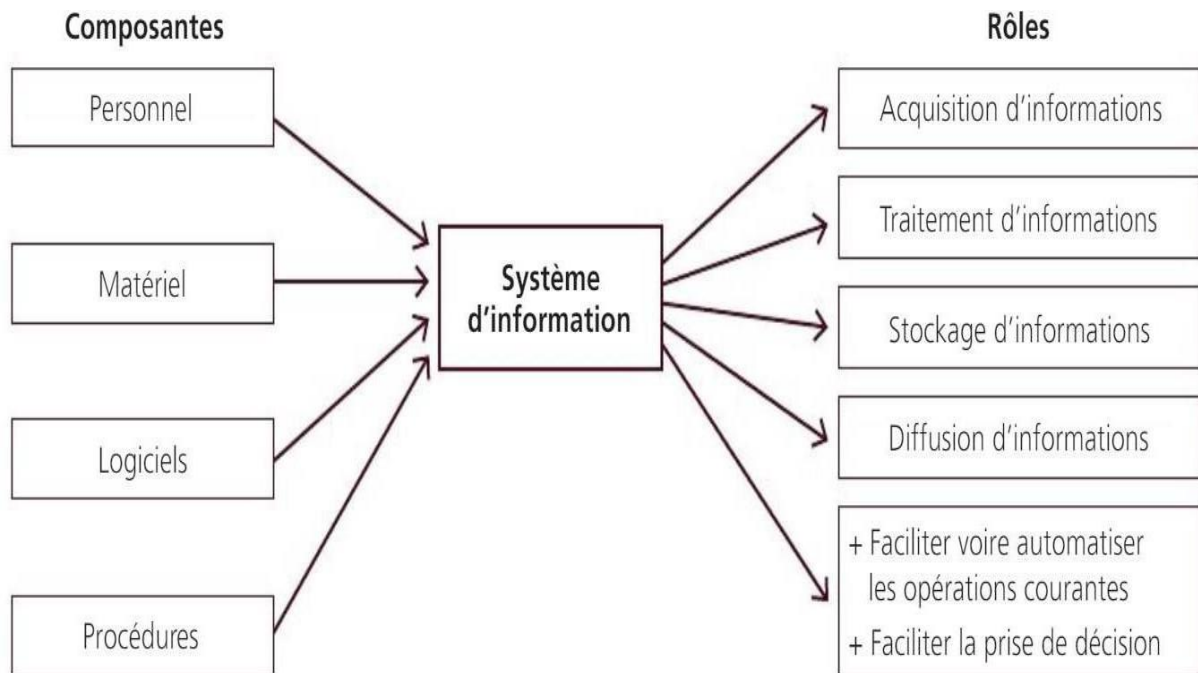 Composantes
Rôles
Personnel
Matériel
Logiciels
Procédures
Système
d’information
Acquisition d’informations
Traitement d’informations
Stockage d’informations
Diffusion d’informations
+ Faciliter voire automatiser
les opérations courantes
+ Faciliter la prise de décision